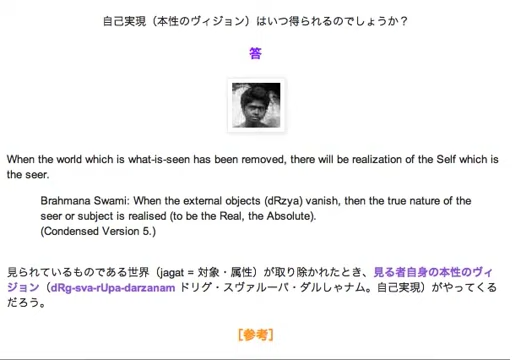 自己実現（本性のヴィジョン）はいつ得られるのでしょうか？
答
When the world which is what-is-seen has been removed, there will be realization of the Self which is
the seer.
Brahmana Swami: When the external objects (dRzya) vanish, then the true nature of the
seer or subject is realised (to be the Real, the Absolute).
(Condensed Version 5.)
見られているものである世界（jagat = 対象・属性）が取り除かれたとき、見る者自身の本性のヴィ
ジョン（dRg-sva-rUpa-darzanam ドリグ・スヴァルーパ・ダルしゃナム。自己実現）がやってくる
だろう。
［参考］